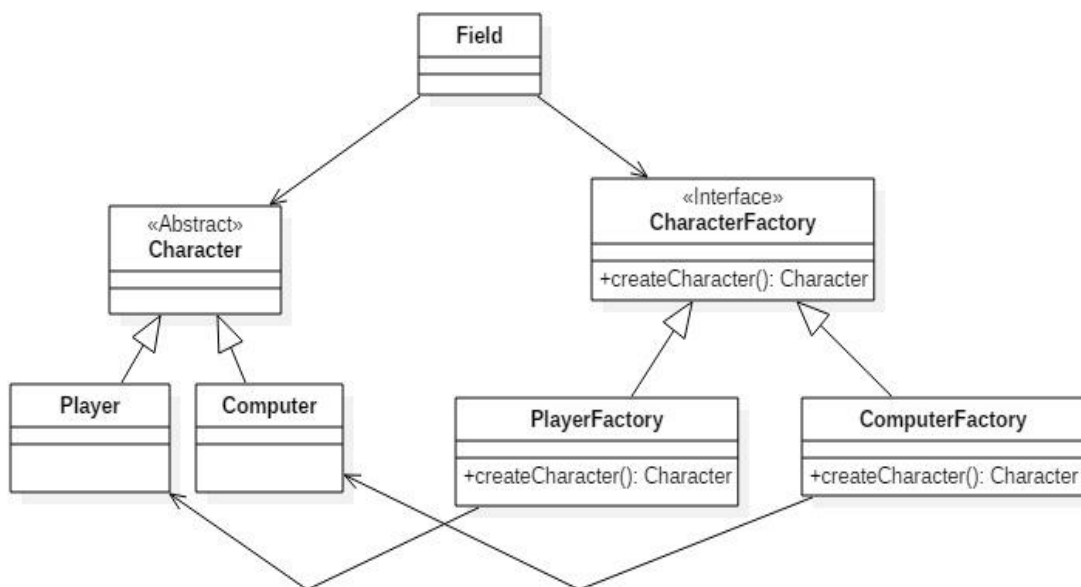 Field
«Abstract»
Character
«Interface»
CharacterFactory
+createCharacter(): Character
Player
Computer
PlayerFactory
+createCharacter(): Character
ComputerFactory
+createCharacter(): Character